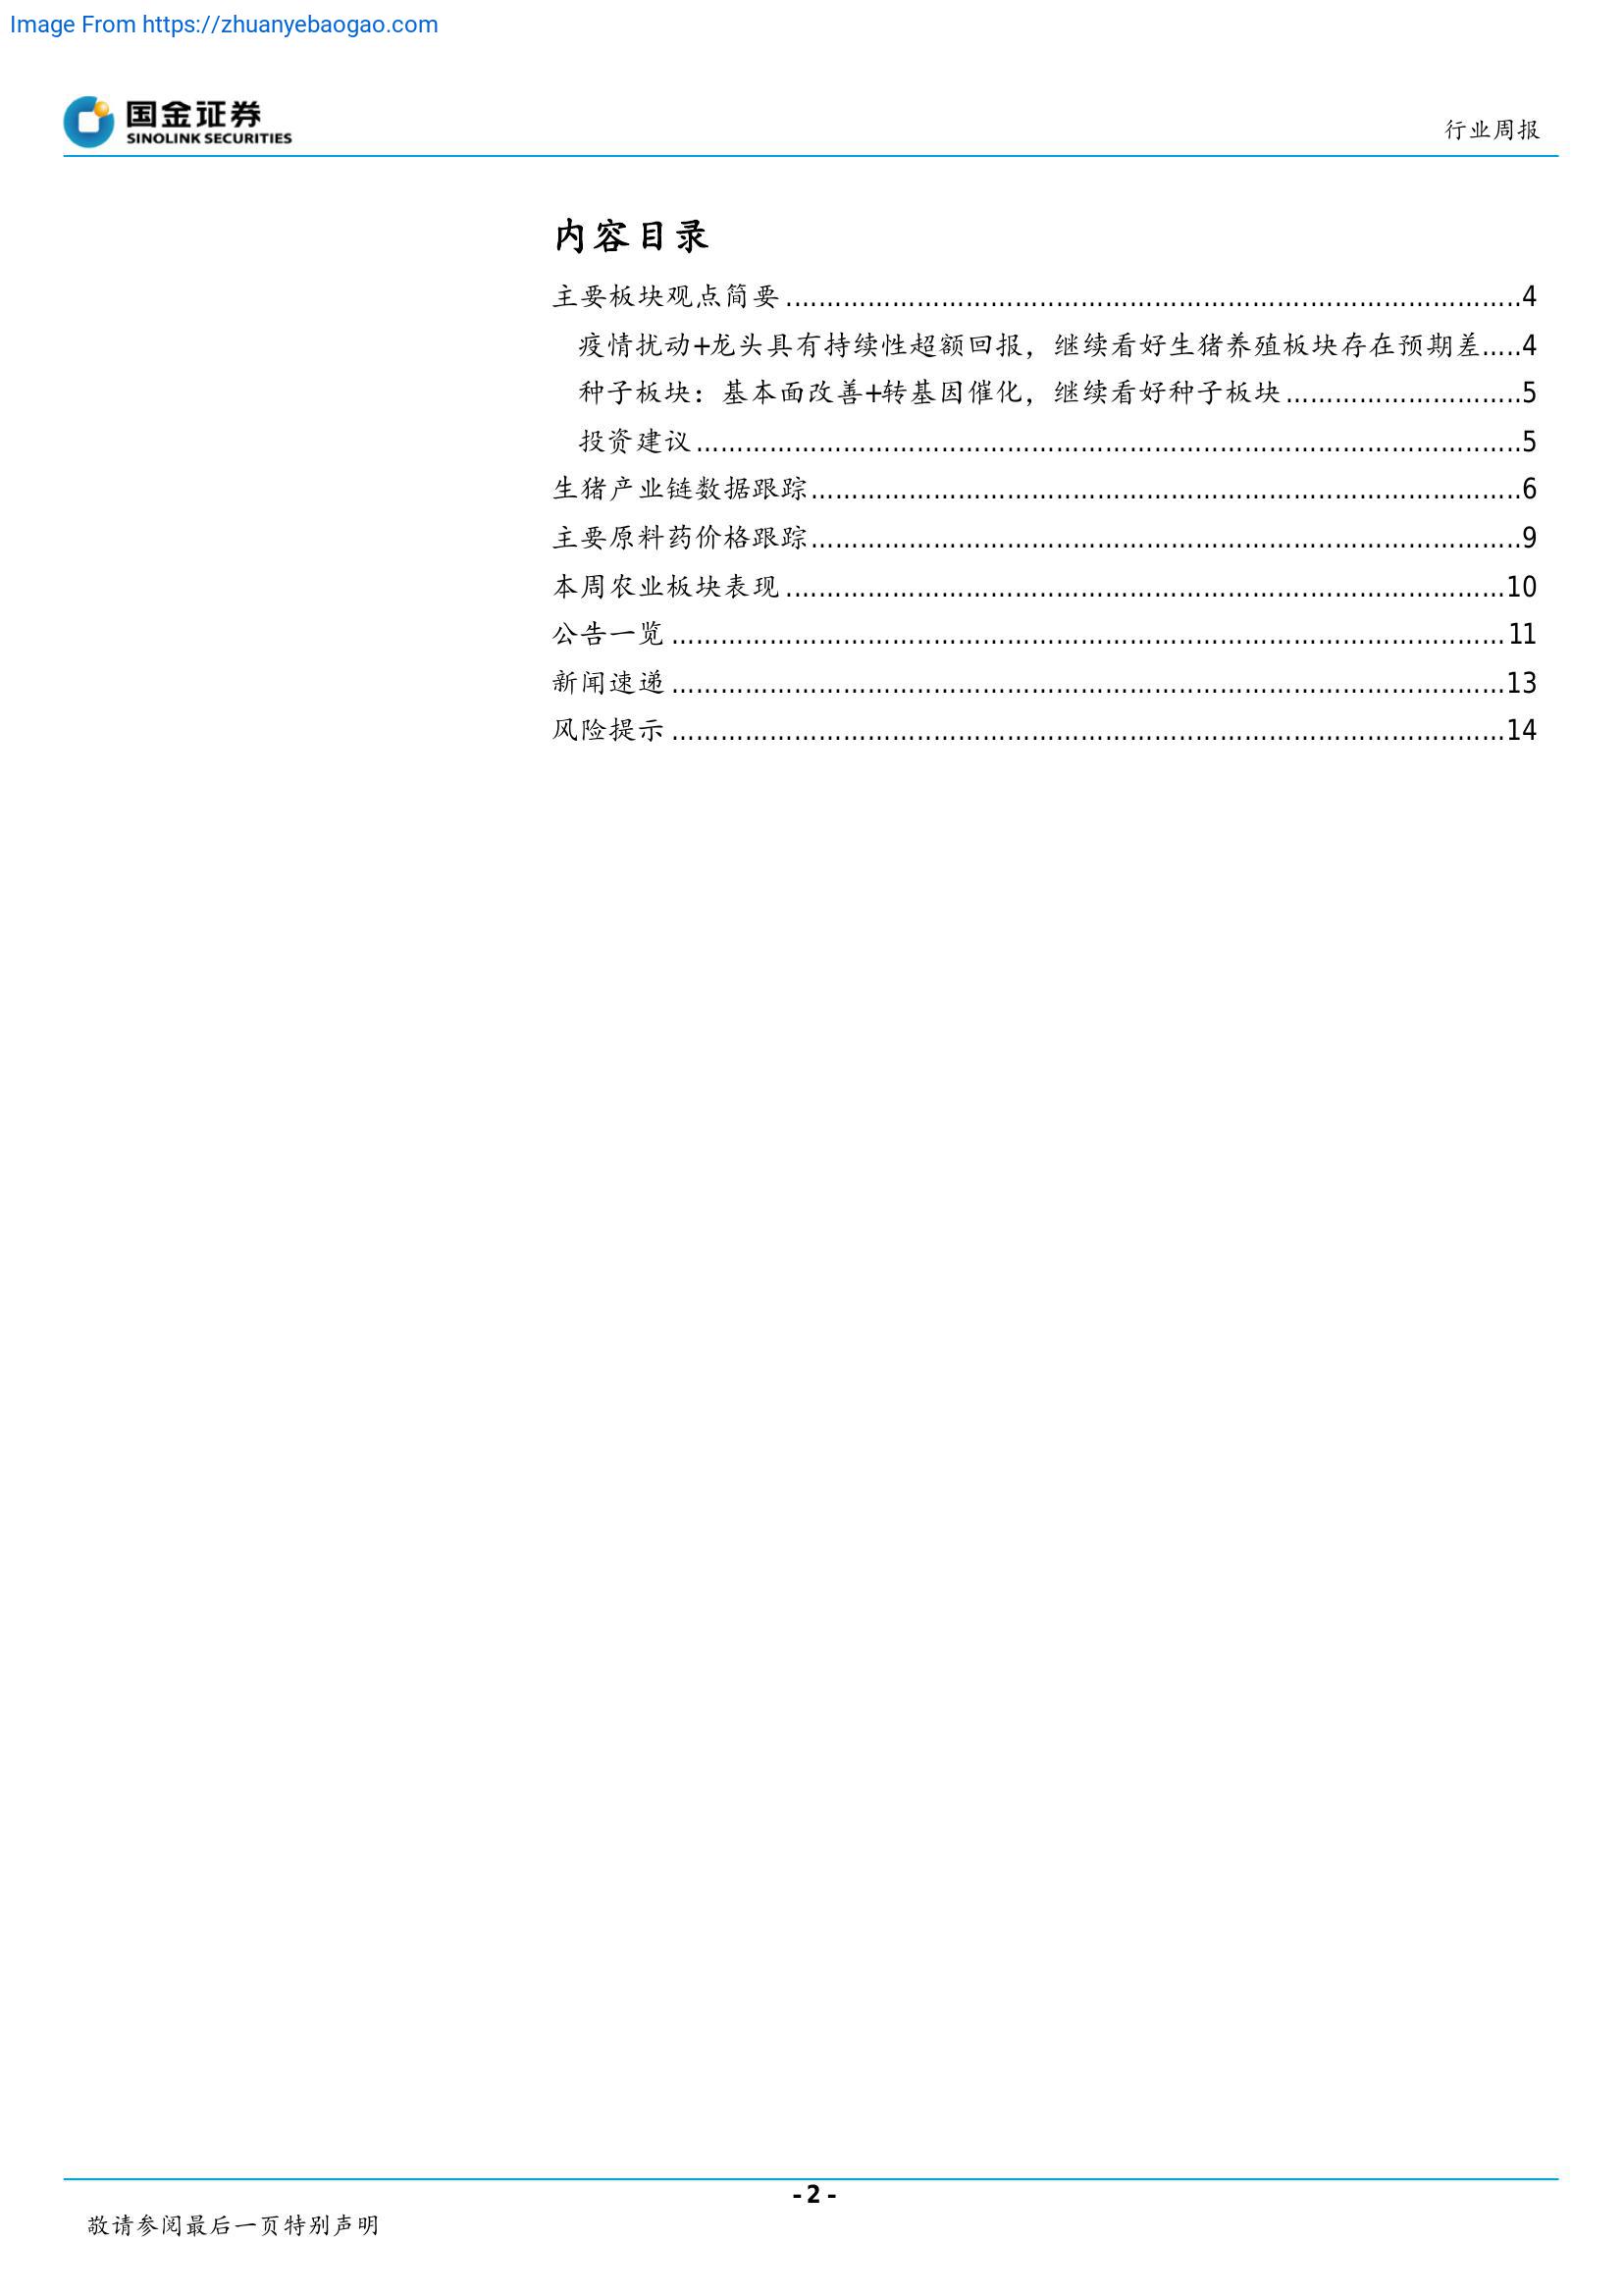 Image From https://zhuanyebaogao.com
国金证券
SINOLINK SECURITIES
行业周报
内容目录
主要板块观点简要..........................................................................................4
疫情扰动+龙头具有持续性超额回报，继续看好生猪养殖板块存在预期差.....4
种子板块：基本面改善+转基因催化，继续看好种子板块.............................5
投资建议.....................................................................................................5
生猪产业链数据跟踪.......................................................................................6
主要原料药价格跟踪.......................................................................................9
本周农业板块表现........................................................................................10
公告一览......................................................................................................11
新闻速递......................................................................................................13
风险提示......................................................................................................14
- 2 -
敬请参阅最后一页特别声明